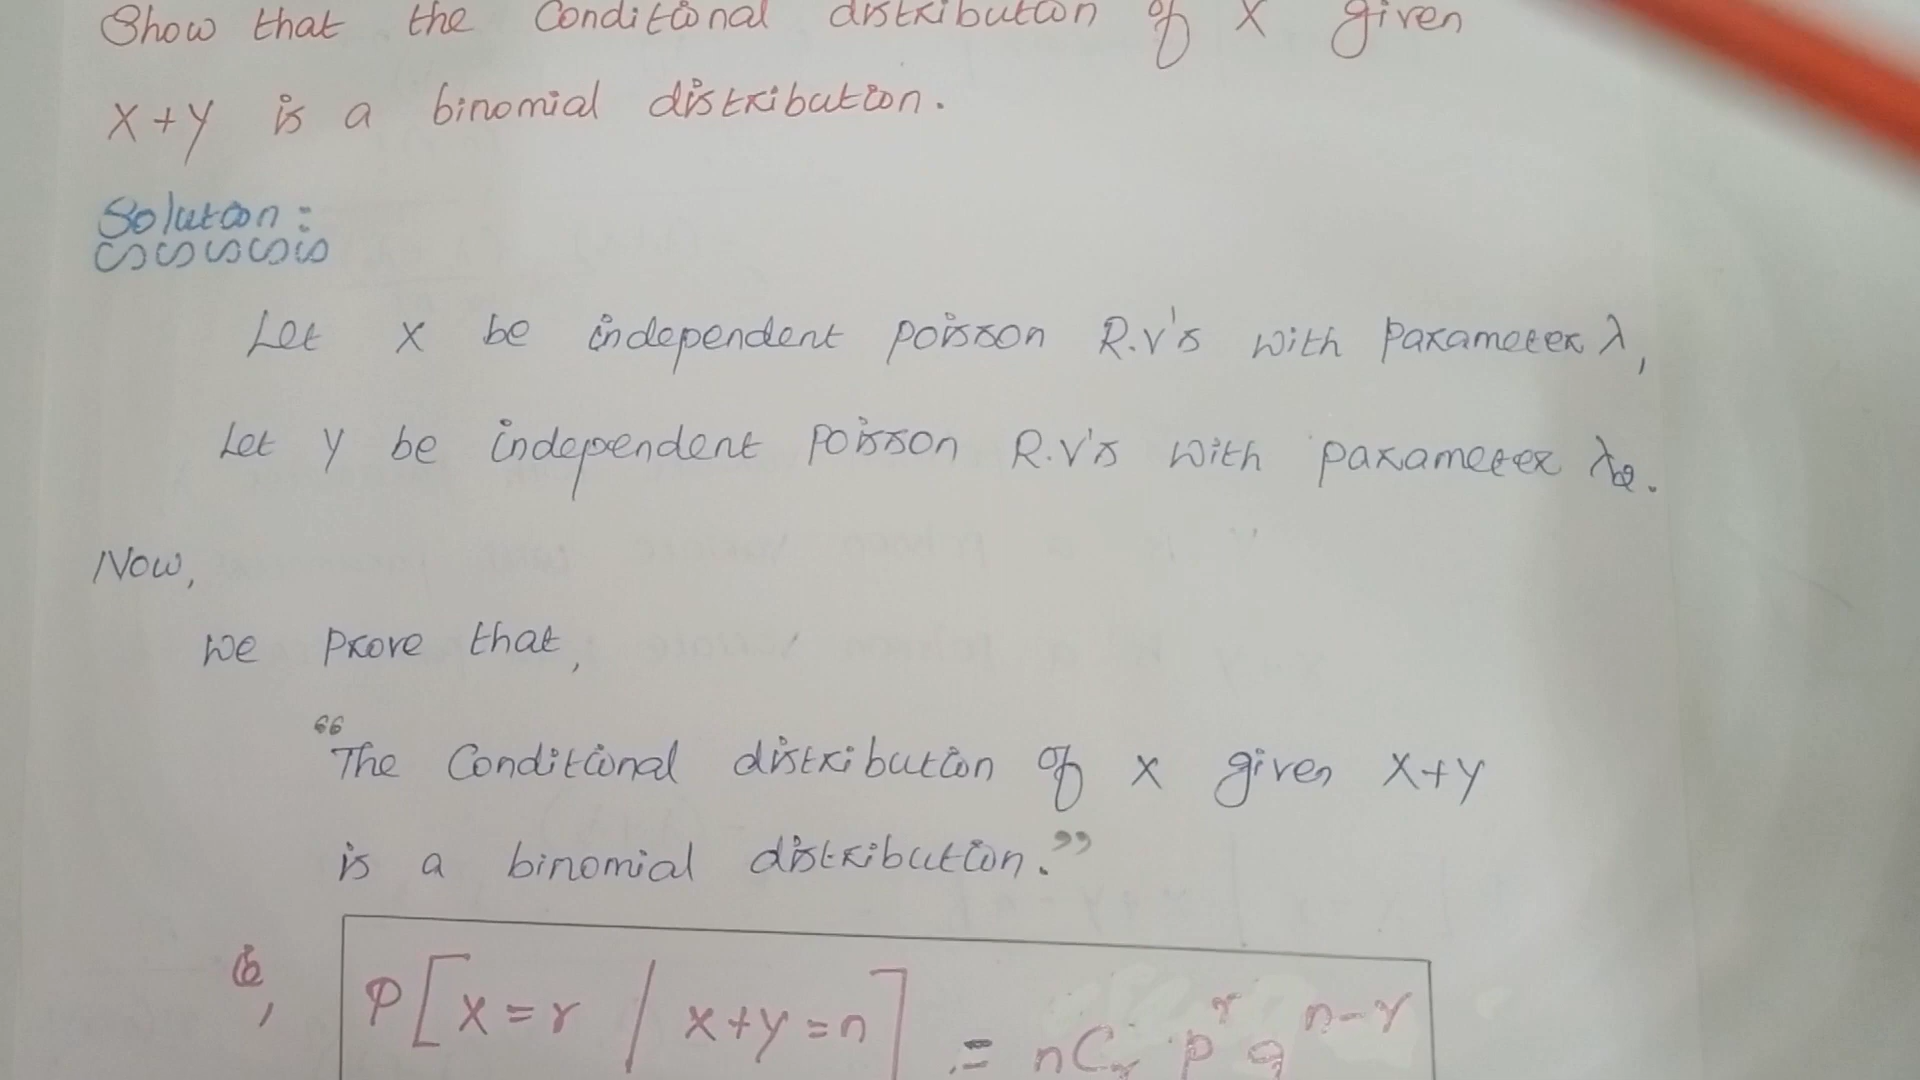 Show that the Conditional distribution of X given
X+Y is a binomial distribution.
Solution:
Let X be independent poisson R.V's with parameter λ,
Let Y be independent poisson R.V's with parameter λ2.
Now,
We Prove that,
"The Conditional distribution of X given X+Y
is a binomial distribution."
P[X=r / X+Y=n] = nCr p^r q^n-r